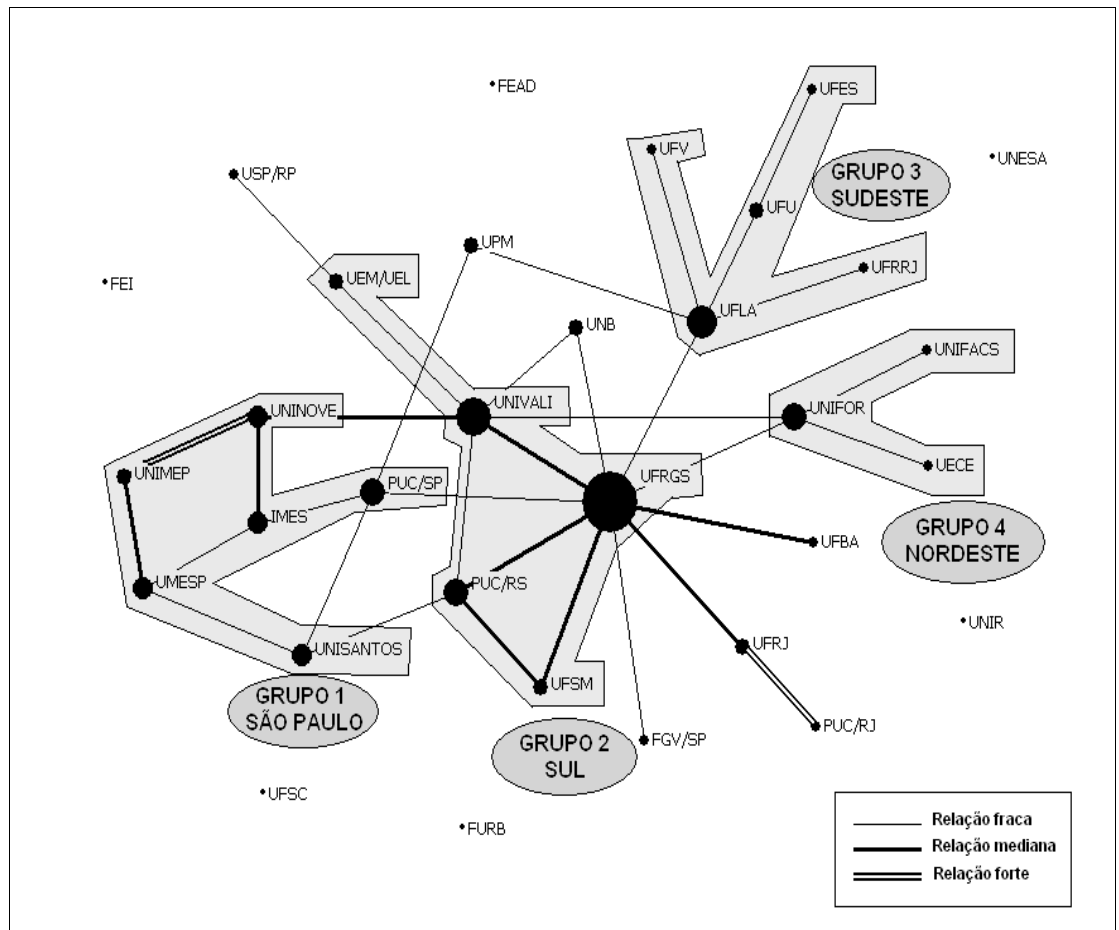 FEAD
UFES
UFV
UNESA
GRUPO 3
SUDESTE
USP/RP
UFU
UPM
UFRRJ
UEM/UEL
FEI
UFLA
UNB
UNIFACS
UNIVALI
UNINOVE
UNIFOR
UNIMEP
PUC/SP
UFRGS
UECE
IMES
GRUPO 4
NORDESTE
UFBA
UMESP
PUC/RS
UNIR
UNISANTOS
UFRJ
UFSM
GRUPO 1
SÃO PAULO
PUC/RJ
GRUPO 2
SUL
FGV/SP
UFSC
FURB
Relação fraca
Relação mediana
Relação forte